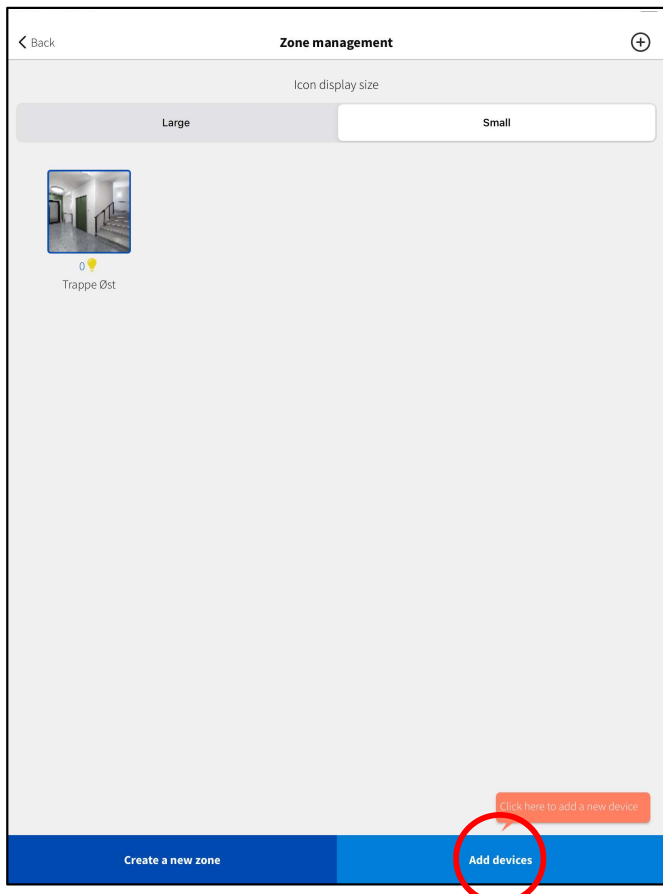 Back
Zone management
Icon display size
Large
Small
0
Trappe Øst
Click here to add a new device
Create a new zone
Add devices